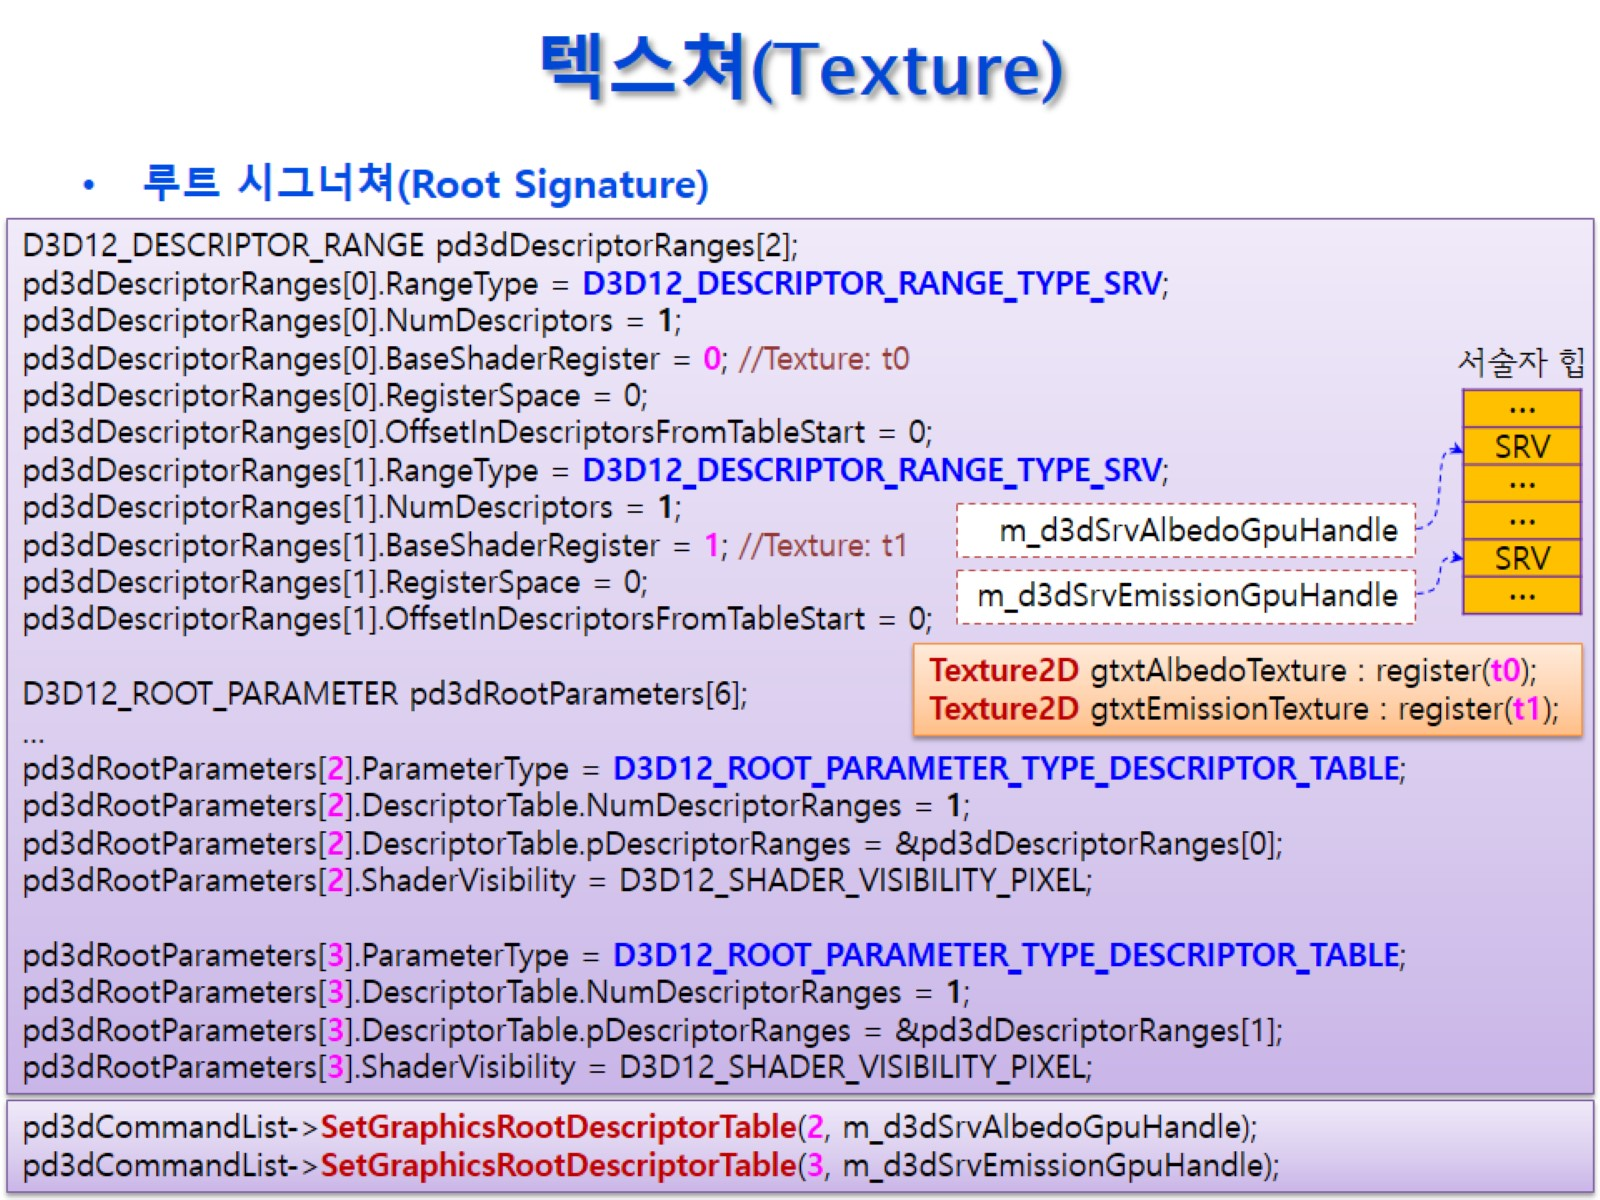 텍스쳐(Texture)
• 루트 시그너쳐(Root Signature)
D3D12_DESCRIPTOR_RANGE pd3dDescriptorRanges[2];
pd3dDescriptorRanges[0].RangeType = D3D12_DESCRIPTOR_RANGE_TYPE_SRV;
pd3dDescriptorRanges[0].NumDescriptors = 1;
pd3dDescriptorRanges[0].BaseShaderRegister = 0; //Texture: t0
pd3dDescriptorRanges[0].RegisterSpace = 0;
pd3dDescriptorRanges[0].OffsetInDescriptorsFromTableStart = 0;
pd3dDescriptorRanges[1].RangeType = D3D12_DESCRIPTOR_RANGE_TYPE_SRV;
pd3dDescriptorRanges[1].NumDescriptors = 1;
pd3dDescriptorRanges[1].BaseShaderRegister = 1; //Texture: t1
pd3dDescriptorRanges[1].RegisterSpace = 0;
pd3dDescriptorRanges[1].OffsetInDescriptorsFromTableStart = 0;
서술자 힙
...
SRV
...
...
SRV
...
m_d3dSrvAlbedoGpuHandle
m_d3dSrvEmissionGpuHandle
Texture2D gtxtAlbedoTexture : register(t0);
Texture2D gtxtEmissionTexture : register(t1);
D3D12_ROOT_PARAMETER pd3dRootParameters[6];
...
pd3dRootParameters[2].ParameterType = D3D12_ROOT_PARAMETER_TYPE_DESCRIPTOR_TABLE;
pd3dRootParameters[2].DescriptorTable.NumDescriptorRanges = 1;
pd3dRootParameters[2].DescriptorTable.pDescriptorRanges = &pd3dDescriptorRanges[0];
pd3dRootParameters[2].ShaderVisibility = D3D12_SHADER_VISIBILITY_PIXEL;
pd3dRootParameters[3].ParameterType = D3D12_ROOT_PARAMETER_TYPE_DESCRIPTOR_TABLE;
pd3dRootParameters[3].DescriptorTable.NumDescriptorRanges = 1;
pd3dRootParameters[3].DescriptorTable.pDescriptorRanges = &pd3dDescriptorRanges[1];
pd3dRootParameters[3].ShaderVisibility = D3D12_SHADER_VISIBILITY_PIXEL;
pd3dCommandList->SetGraphicsRootDescriptorTable(2, m_d3dSrvAlbedoGpuHandle);
pd3dCommandList->SetGraphicsRootDescriptorTable(3, m_d3dSrvEmissionGpuHandle);